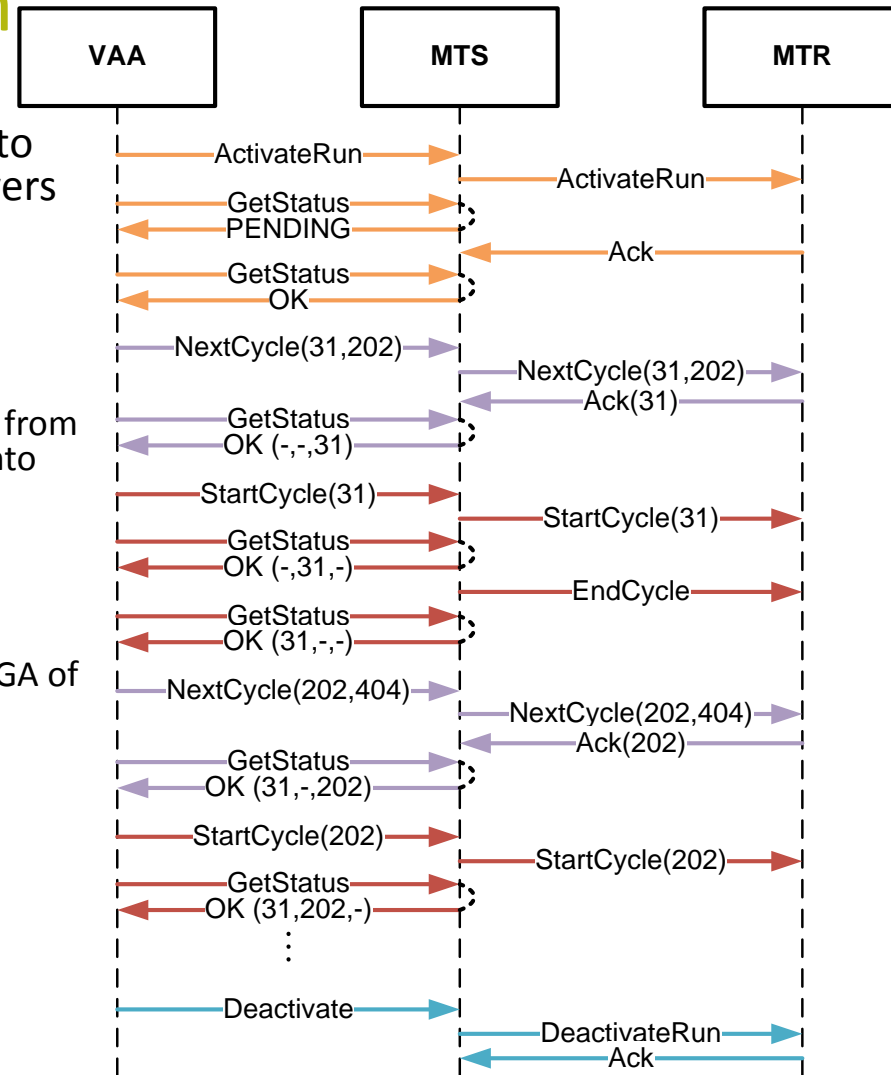 n
VAA MTS MTR
to
ActivateRun
vers
ActivateRun
GetStatus
PENDING
Ack
GetStatus
OK
NextCycle(31,202)
NextCycle(31,202)
Ack(31)
from
GetStatus
OK (-,-,31)
nto
StartCycle(31)
StartCycle(31)
GetStatus
OK (-,31,-)
EndCycle
GetStatus
OK (31,-,-)
GA of
NextCycle(202,404)
NextCycle(202,404)
Ack(202)
GetStatus
OK (31,-,202)
StartCycle(202)
StartCycle(202)
GetStatus
OK (31,202,-)
Deactivate
DeactivateRun
Ack